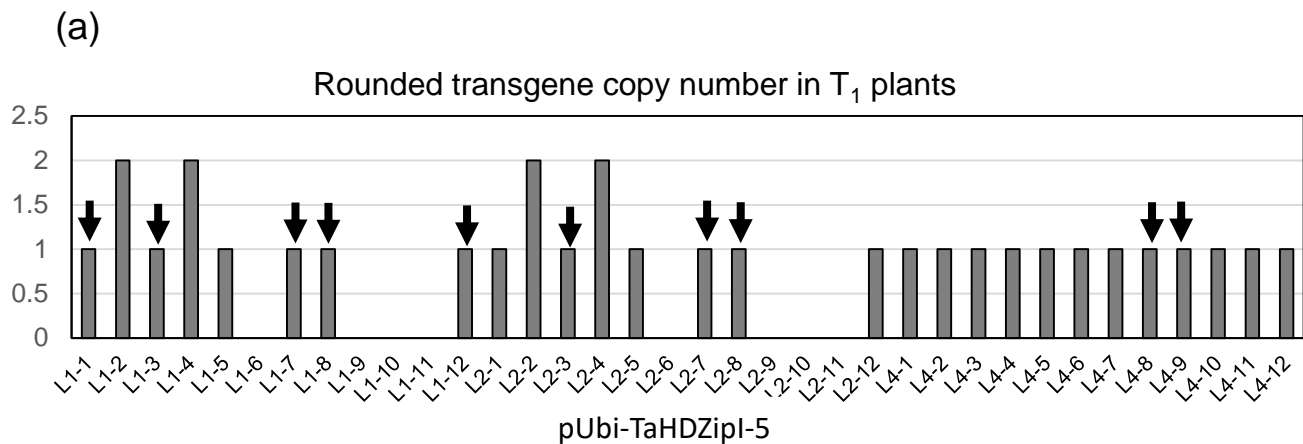 (a)
Rounded transgene copy number in T₁ plants
2.5
2
1.5
1
0.5
0
L1-1 L1-2 L1-3 L1-4 L1-5 L1-6 L1-7 L1-8 L1-9 L1-10 L1-11 L1-12 L2-1 L2-2 L2-3 L2-4 L2-5 L2-6 L2-7 L2-8 L2-9 L2-10 L2-11 L2-12 L4-1 L4-2 L4-3 L4-4 L4-5 L4-6 L4-7 L4-8 L4-9 L4-10 L4-11 L4-12
pUbi-TaHDZipI-5